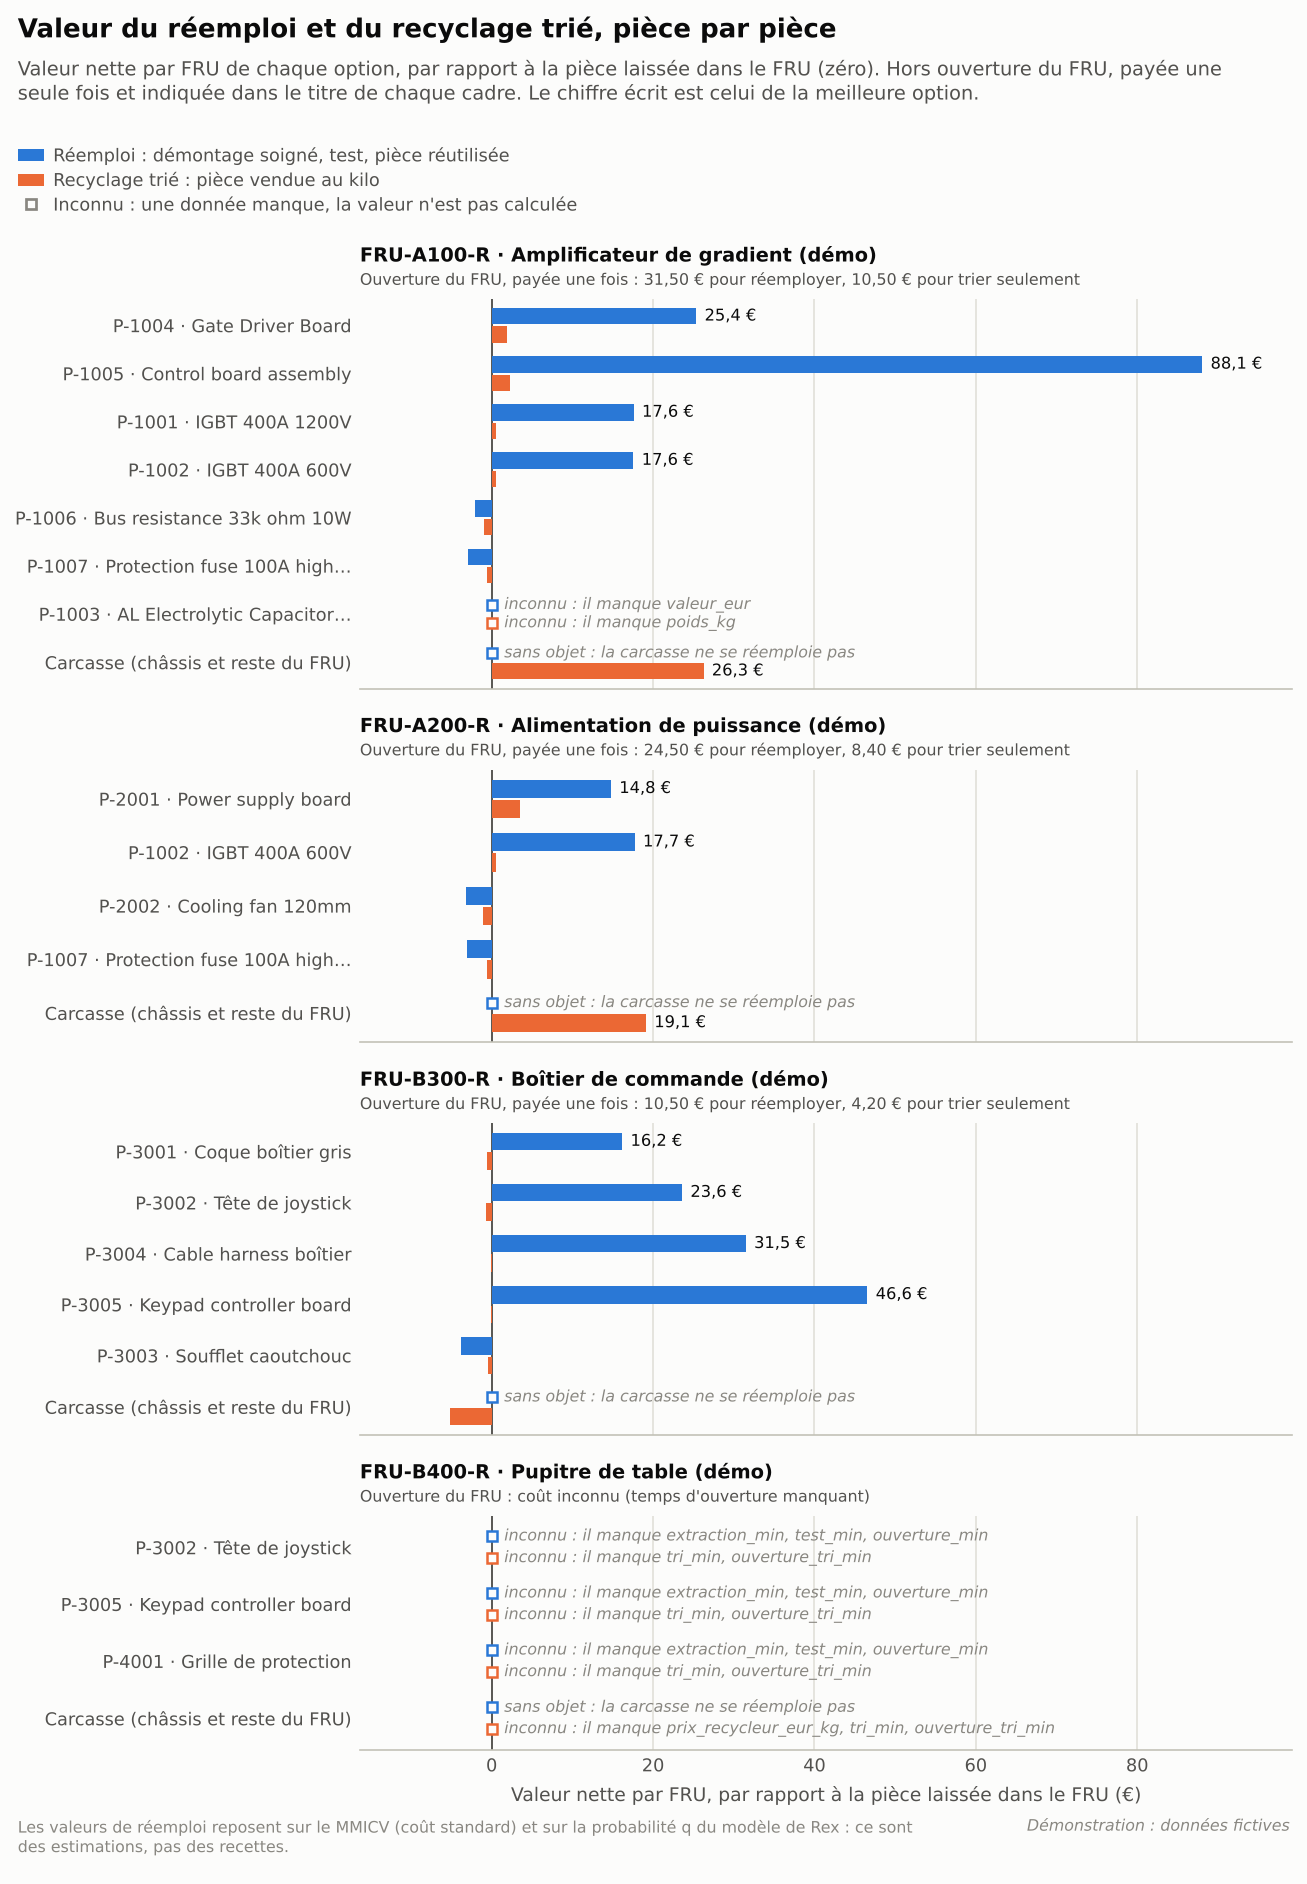 Valeur du réemploi et du recyclage trié, pièce par pièce
Valeur nette par FRU de chaque option, par rapport à la pièce laissée dans le FRU (zéro). Hors ouverture du FRU, payée une
seule fois et indiquée dans le titre de chaque cadre. Le chiffre écrit est celui de la meilleure option.
Réemploi : démontage soigné, test, pièce réutilisée
Recyclage trié : pièce vendue au kilo
Inconnu : une donnée manque, la valeur n'est pas calculée
FRU-A100-R · Amplificateur de gradient (démo)
Ouverture du FRU, payée une fois : 31,50 € pour réemployer, 10,50 € pour trier seulement
P-1004 · Gate Driver Board
25,4 €
P-1005 · Control board assembly
88,1 €
P-1001 · IGBT 400A 1200V
17,6 €
P-1002 · IGBT 400A 600V
17,6 €
P-1006 · Bus resistance 33k ohm 10W
P-1007 · Protection fuse 100A high…
P-1003 · AL Electrolytic Capacitor…
inconnu : il manque valeur_eur
inconnu : il manque poids_kg
Carcasse (châssis et reste du FRU)
sans objet : la carcasse ne se réemploie pas
26,3 €
FRU-A200-R · Alimentation de puissance (démo)
Ouverture du FRU, payée une fois : 24,50 € pour réemployer, 8,40 € pour trier seulement
P-2001 · Power supply board
14,8 €
P-1002 · IGBT 400A 600V
17,7 €
P-2002 · Cooling fan 120mm
P-1007 · Protection fuse 100A high…
Carcasse (châssis et reste du FRU)
sans objet : la carcasse ne se réemploie pas
19,1 €
FRU-B300-R · Boîtier de commande (démo)
Ouverture du FRU, payée une fois : 10,50 € pour réemployer, 4,20 € pour trier seulement
P-3001 · Coque boîtier gris
16,2 €
P-3002 · Tête de joystick
23,6 €
P-3004 · Cable harness boîtier
31,5 €
P-3005 · Keypad controller board
46,6 €
P-3003 · Soufflet caoutchouc
Carcasse (châssis et reste du FRU)
sans objet : la carcasse ne se réemploie pas
FRU-B400-R · Pupitre de table (démo)
Ouverture du FRU : coût inconnu (temps d'ouverture manquant)
P-3002 · Tête de joystick
inconnu : il manque extraction_min, test_min, ouverture_min
inconnu : il manque tri_min, ouverture_tri_min
P-3005 · Keypad controller board
inconnu : il manque extraction_min, test_min, ouverture_min
inconnu : il manque tri_min, ouverture_tri_min
P-4001 · Grille de protection
inconnu : il manque extraction_min, test_min, ouverture_min
inconnu : il manque tri_min, ouverture_tri_min
Carcasse (châssis et reste du FRU)
sans objet : la carcasse ne se réemploie pas
inconnu : il manque prix_recycleur_eur_kg, tri_min, ouverture_tri_min
0 20 40 60 80
Valeur nette par FRU, par rapport à la pièce laissée dans le FRU (€)
Les valeurs de réemploi reposent sur le MMICV (coût standard) et sur la probabilité q du modèle de Rex : ce sont
des estimations, pas des recettes.
Démonstration : données fictives